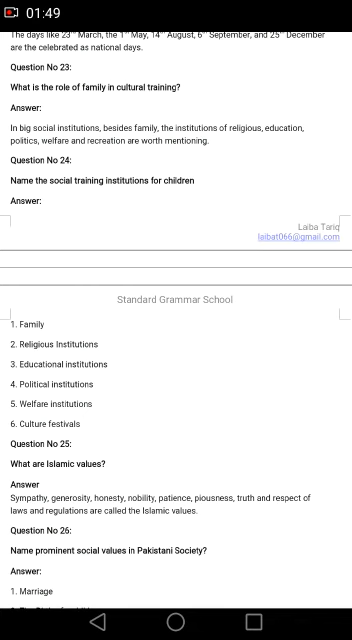 01:49
The days like 23rd March, the 1st May, 14th August, 6th September, and 25th December
are the celebrated as national days.
Question No 23:
What is the role of family in cultural training?
Answer:
In big social institutions, besides family, the institutions of religious, education,
politics, welfare and recreation are worth mentioning.
Question No 24:
Name the social training institutions for children
Answer:
Laiba Tariq
laibat066@gmail.com
Standard Grammar School
1. Family
2. Religious Institutions
3. Educational institutions
4. Political institutions
5. Welfare institutions
6. Culture festivals
Question No 25:
What are Islamic values?
Answer
Sympathy, generosity, honesty, nobility, patience, piousness, truth and respect of
laws and regulations are called the Islamic values.
Question No 26:
Name prominent social values in Pakistani Society?
Answer:
1. Marriage